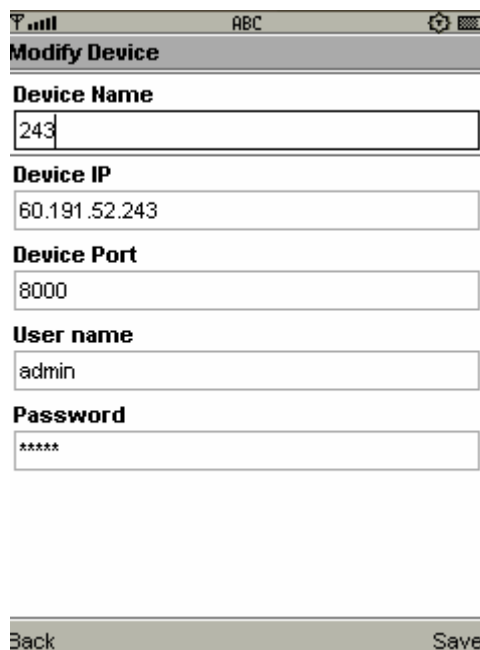 ABC
Modify Device
Device Name
243
Device IP
60.191.52.243
Device Port
8000
User name
admin
Password
*****
Back Save